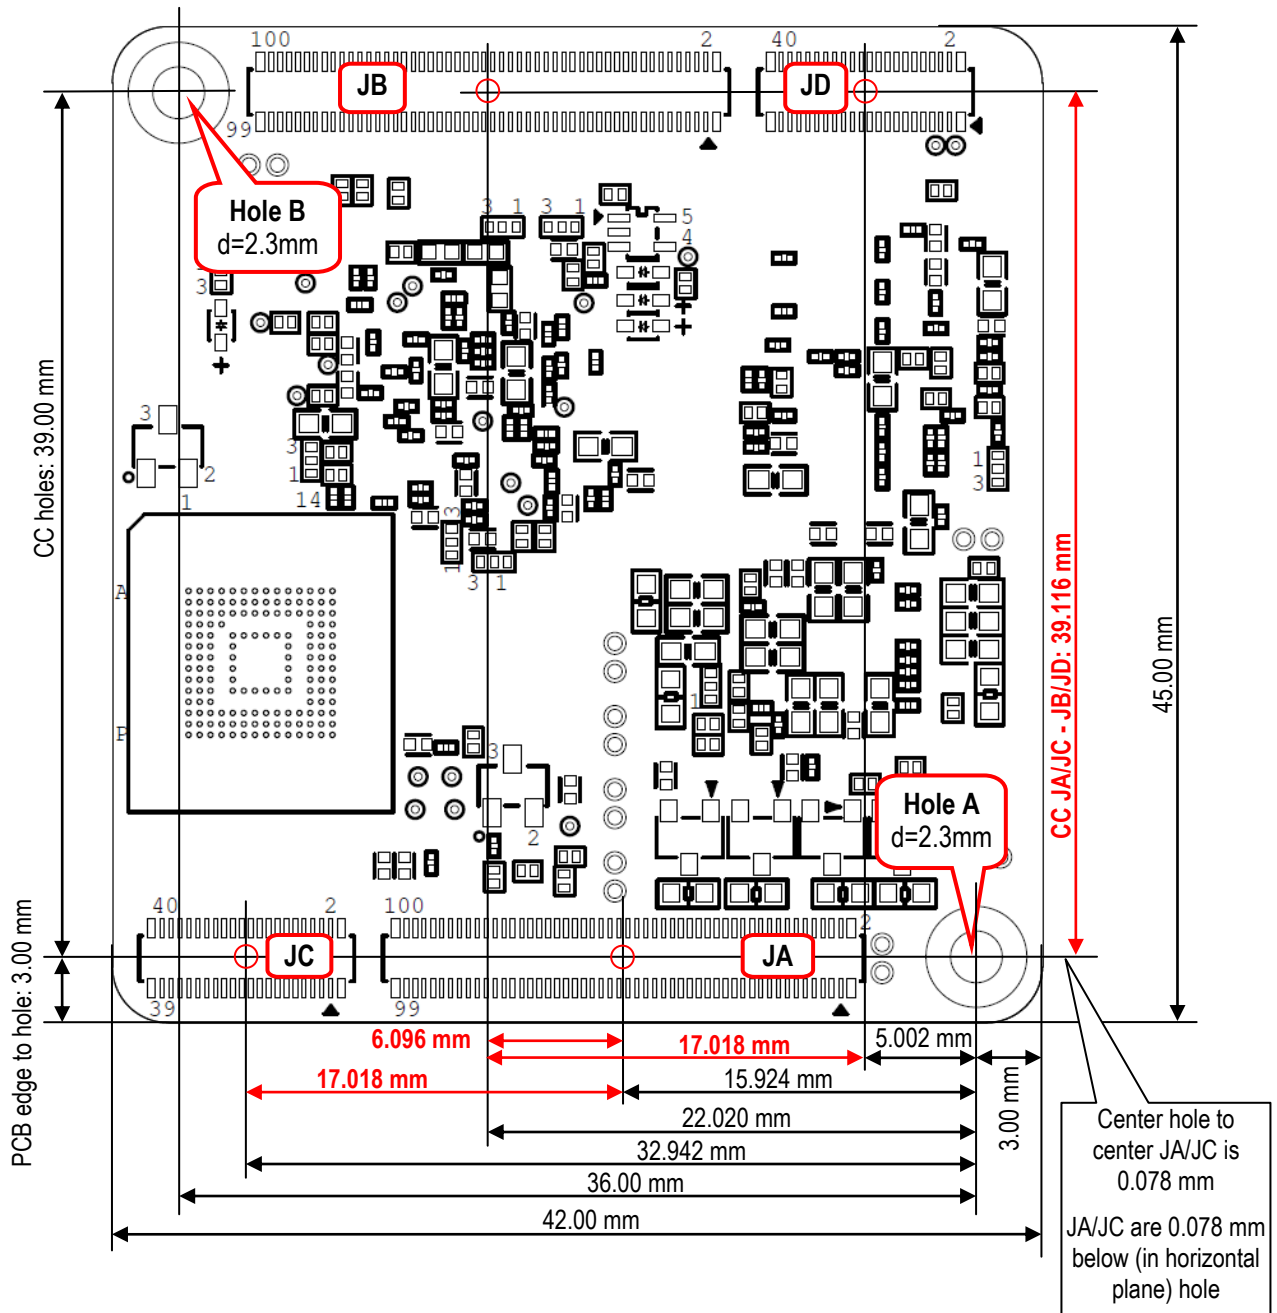 100
2
40
2
JB
JD
99
Hole B
d=2.3mm
3 1
3 1
5
4
3
CC holes: 39.00 mm
3
2
1
3
1
14
1
3
3
1
3 1
A
P
CC JA/JC - JB/JD: 39.116 mm
45.00 mm
1
3
2
Hole A
d=2.3mm
40
2
100
2
JC
JA
39
99
PCB edge to hole: 3.00 mm
6.096 mm
17.018 mm
5.002 mm
17.018 mm
15.924 mm
3.00 mm
22.020 mm
32.942 mm
36.00 mm
42.00 mm
Center hole to
center JA/JC is
0.078 mm
JA/JC are 0.078 mm
below (in horizontal
plane) hole